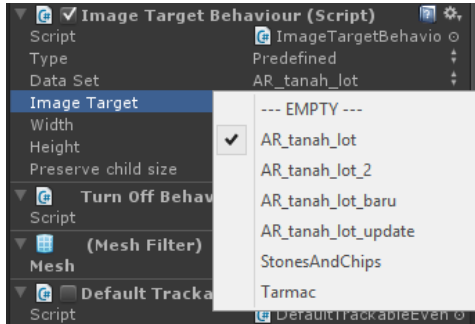 Image Target Behaviour (Script)
Script ImageTargetBehavio
Type Predefined
Data Set AR_tanah_lot
Image Target
--- EMPTY ---
Width
Height
AR_tanah_lot
Preserve child size
AR_tanah_lot_2
Turn Off Behav
AR_tanah_lot_baru
Script
AR_tanah_lot_update
(Mesh Filter)
Mesh
StonesAndChips
Default Tracka
Tarmac
Script DefaultTrackableEven